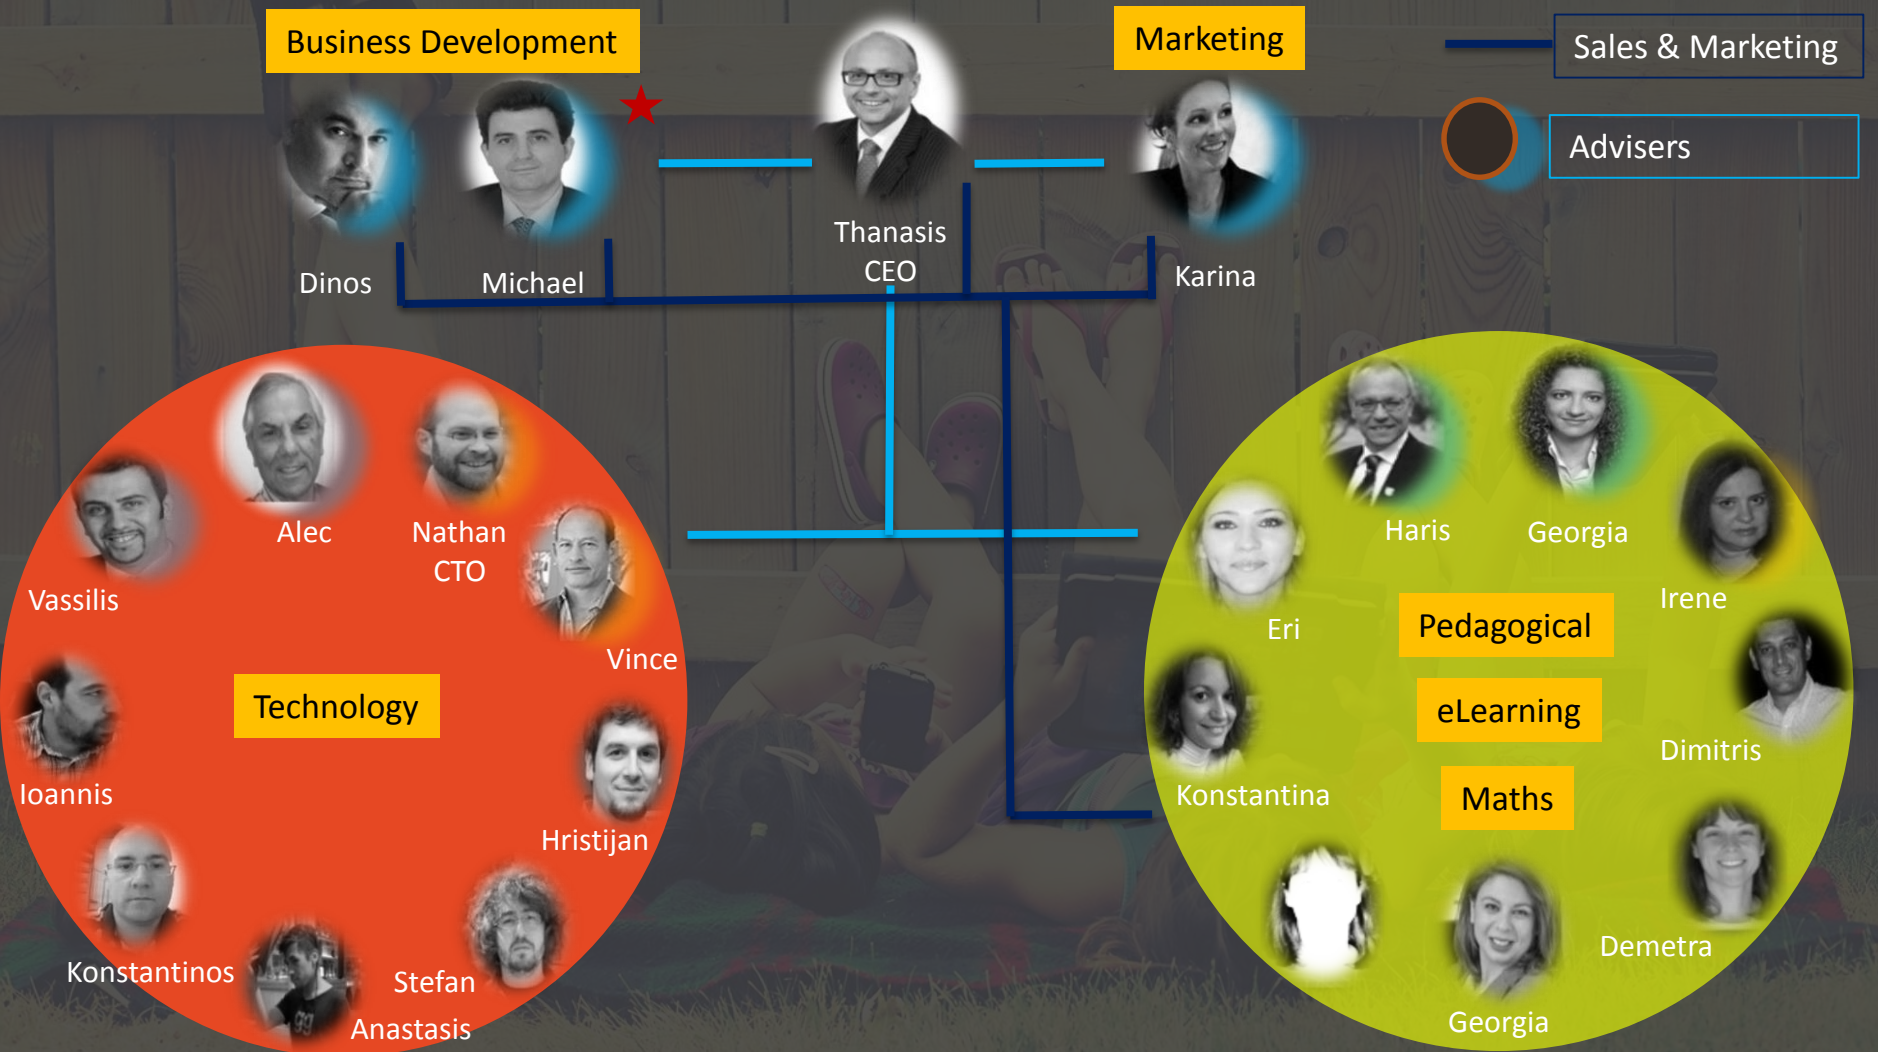 Business Development
Marketing
Sales & Marketing
Advisers
Dinos
Michael
Thanasis
CEO
Karina
Alec
Nathan
CTO
Vassilis
Vince
Ioannis
Technology
Hristijan
Konstantinos
Stefan
Anastasis
Haris
Georgia
Irene
Eri
Pedagogical
eLearning
Dimitris
Konstantina
Maths
Demetra
Georgia